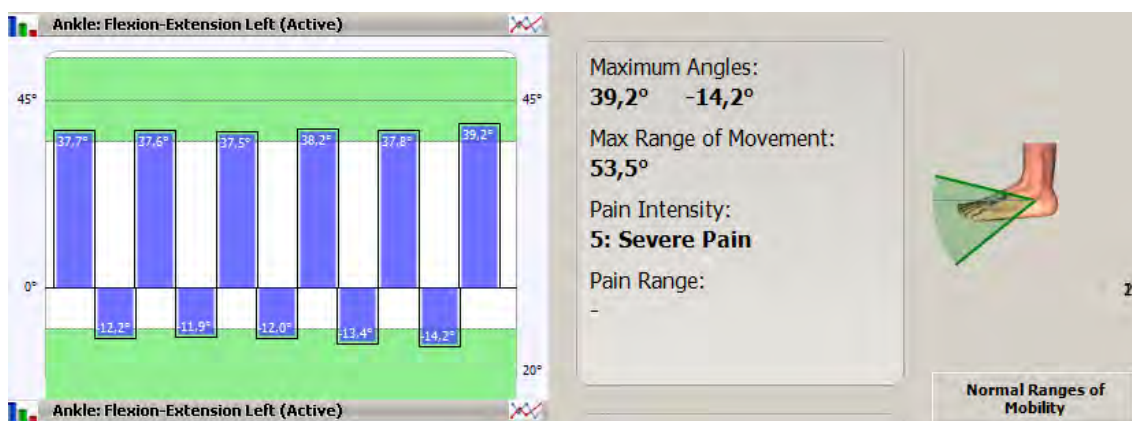 Ankle: Flexion-Extension Left (Active)
45°
45°
37,7°
37,6°
37,5°
38,2°
37,8°
39,2°
0°
-12,2°
-11,9°
-12,0°
-13,4°
-14,2°
20°
Ankle: Flexion-Extension Left (Active)
Maximum Angles:
39,2° -14,2°
Max Range of Movement:
53,5°
Pain Intensity:
5: Severe Pain
Pain Range:
-
Normal Ranges of
Mobility